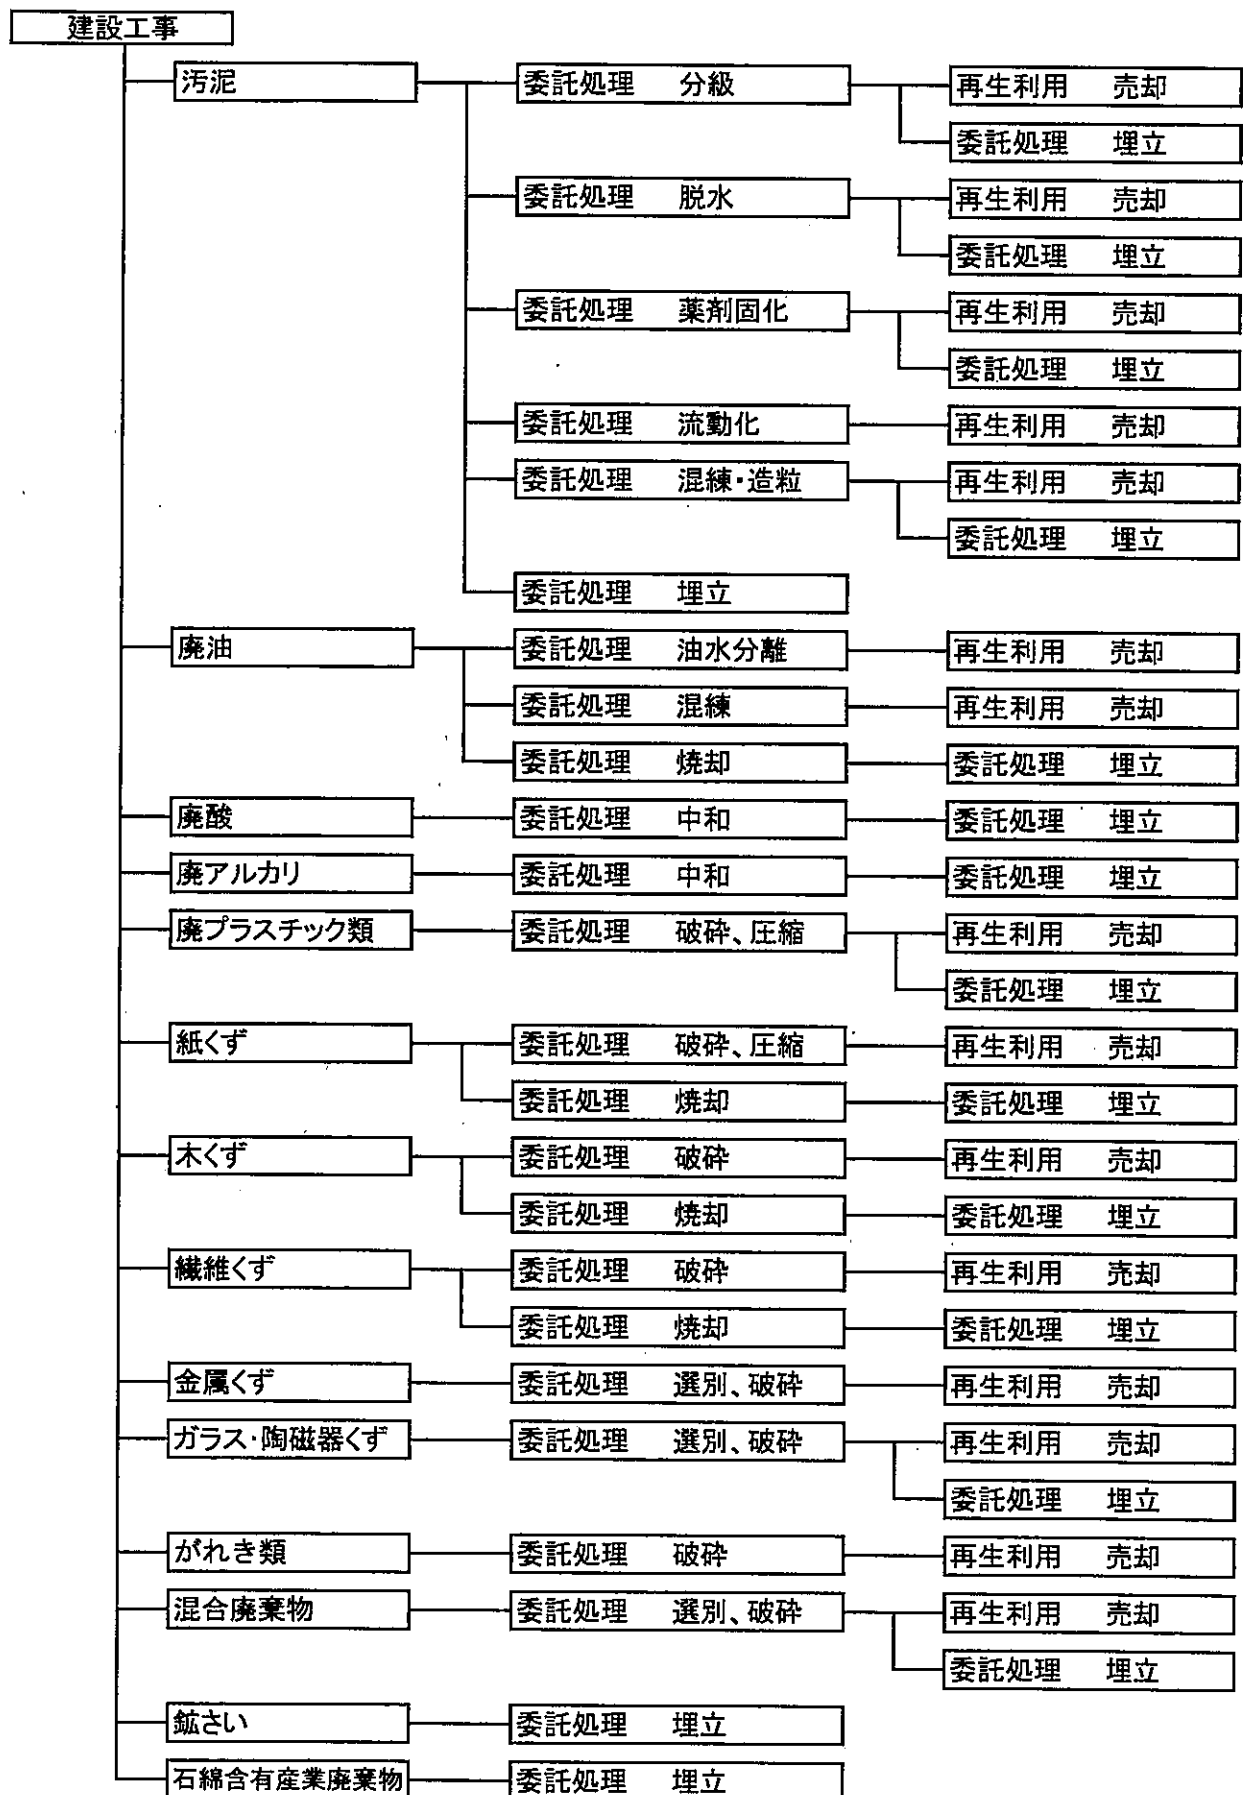 建設工事
汚泥 委託処理 分級 再生利用 売却
委託処理 埋立
委託処理 脱水 再生利用 売却
委託処理 埋立
委託処理 薬剤固化 再生利用 売却
委託処理 埋立
委託処理 流動化 再生利用 売却
委託処理 混練・造粒 再生利用 売却
委託処理 埋立
委託処理 埋立
廃油 委託処理 油水分離 再生利用 売却
委託処理 混練 再生利用 売却
委託処理 焼却 委託処理 埋立
廃酸 委託処理 中和 委託処理 埋立
廃アルカリ 委託処理 中和 委託処理 埋立
廃プラスチック類 委託処理 破砕、圧縮 再生利用 売却
委託処理 埋立
紙くず 委託処理 破砕、圧縮 再生利用 売却
委託処理 焼却 委託処理 埋立
木くず 委託処理 破砕 再生利用 売却
委託処理 焼却 委託処理 埋立
繊維くず 委託処理 破砕 再生利用 売却
委託処理 焼却 委託処理 埋立
金属くず 委託処理 選別、破砕 再生利用 売却
ガラス・陶磁器くず 委託処理 選別、破砕 再生利用 売却
委託処理 埋立
がれき類 委託処理 破砕 再生利用 売却
混合廃棄物 委託処理 選別、破砕 再生利用 売却
委託処理 埋立
鉱さい 委託処理 埋立
石綿含有産業廃棄物 委託処理 埋立